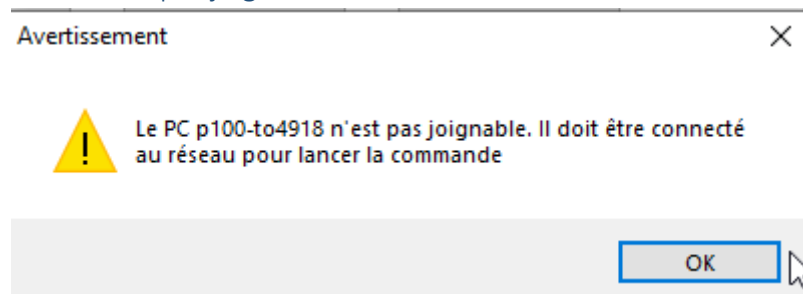 Avertissement
Le PC p100-to4918 n'est pas joignable. Il doit être connecté
au réseau pour lancer la commande
OK